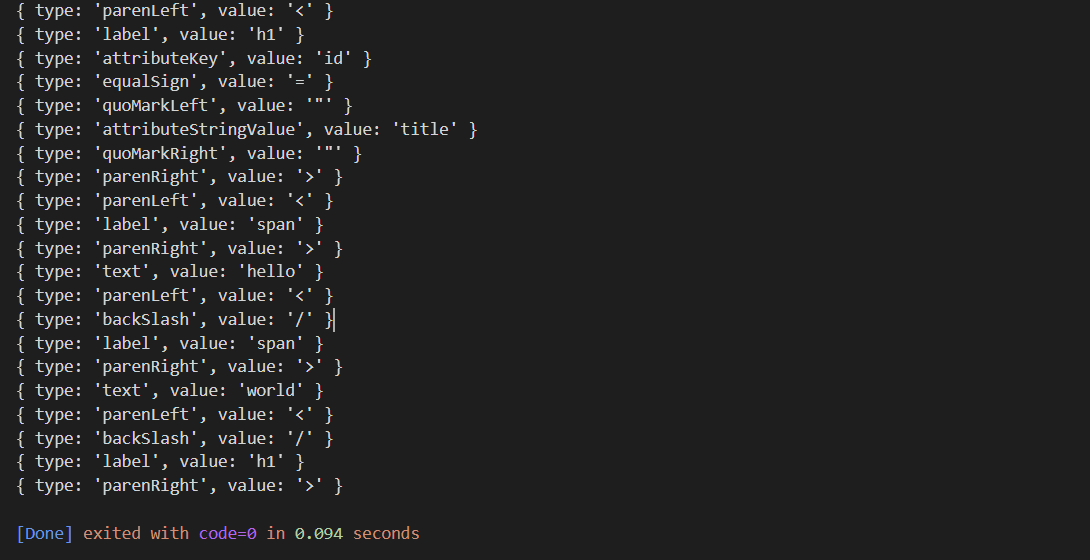 { type: 'parenLeft', value: '<' }
{ type: 'label', value: 'h1' }
{ type: 'attributeKey', value: 'id' }
{ type: 'equalSign', value: '=' }
{ type: 'quoMarkLeft', value: '"' }
{ type: 'attributeStringValue', value: 'title' }
{ type: 'quoMarkRight', value: '"' }
{ type: 'parenRight', value: '>' }
{ type: 'parenLeft', value: '<' }
{ type: 'label', value: 'span' }
{ type: 'parenRight', value: '>' }
{ type: 'text', value: 'hello' }
{ type: 'parenLeft', value: '<' }
{ type: 'backSlash', value: '/' }
{ type: 'label', value: 'span' }
{ type: 'parenRight', value: '>' }
{ type: 'text', value: 'world' }
{ type: 'parenLeft', value: '<' }
{ type: 'backSlash', value: '/' }
{ type: 'label', value: 'h1' }
{ type: 'parenRight', value: '>' }
[Done] exited with code=0 in 0.094 seconds